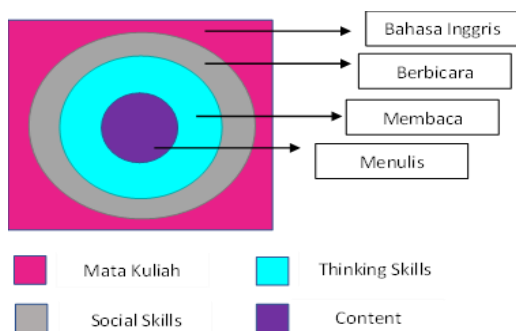 Bahasa Inggris
Berbicara
Membaca
Menulis
Mata Kuliah
Thinking Skills
Social Skills
Content